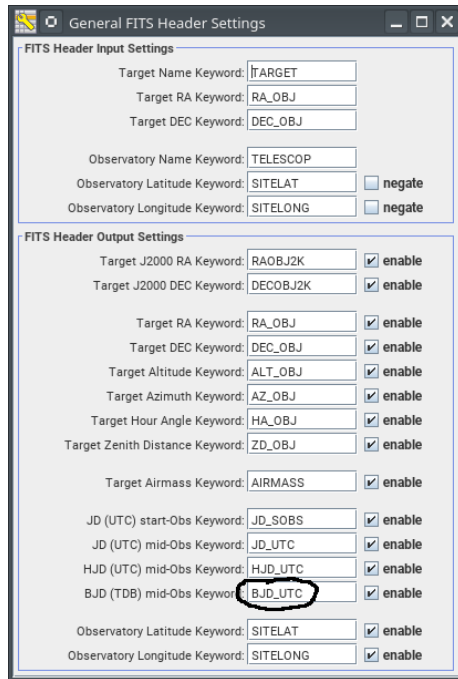 General FITS Header Settings
FITS Header Input Settings
Target Name Keyword: TARGET
Target RA Keyword: RA_OBJ
Target DEC Keyword: DEC_OBJ
Observatory Name Keyword: TELESCOP
Observatory Latitude Keyword: SITELAT negate
Observatory Longitude Keyword: SITELONG negate
FITS Header Output Settings
Target J2000 RA Keyword: RAOBJ2K enable
Target J2000 DEC Keyword: DECOBJ2K enable
Target RA Keyword: RA_OBJ enable
Target DEC Keyword: DEC_OBJ enable
Target Altitude Keyword: ALT_OBJ enable
Target Azimuth Keyword: AZ_OBJ enable
Target Hour Angle Keyword: HA_OBJ enable
Target Zenith Distance Keyword: ZD_OBJ enable
Target Airmass Keyword: AIRMASS enable
JD (UTC) start-Obs Keyword: JD_SOBS enable
JD (UTC) mid-Obs Keyword: JD_UTC enable
HJD (UTC) mid-Obs Keyword: HJD_UTC enable
BJD (TDB) mid-Obs Keyword: BJD_UTC enable
Observatory Latitude Keyword: SITELAT enable
Observatory Longitude Keyword: SITELONG enable